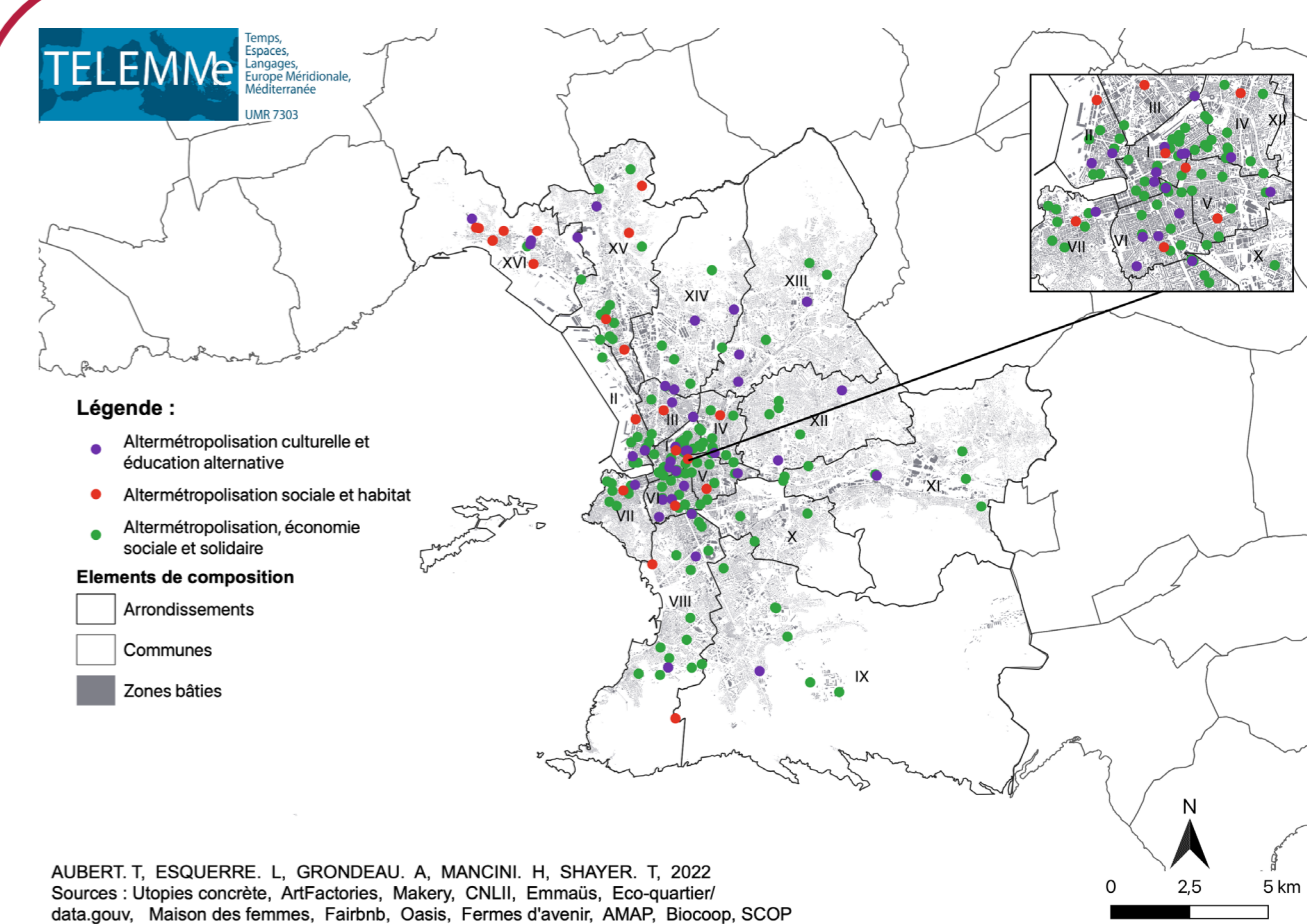 TELEMMe
Temps,
Espaces,
Langages,
Europe Méridionale,
Méditerranée
UMR 7303
III
IV
XII
II
I
V
VII
VI
X
XV
XVI
XIV
XIII
II
III
IV
XII
I
V
VI
VII
XI
X
VIII
IX
Légende :
Altermétropolisation culturelle et
éducation alternative
Altermétropolisation sociale et habitat
Altermétropolisation, économie
sociale et solidaire
Elements de composition
Arrondissements
Communes
Zones bâties
N
0 2,5 5 km
AUBERT. T, ESQUERRE. L, GRONDEAU. A, MANCINI. H, SHAYER. T, 2022
Sources : Utopies concrète, ArtFactories, Makery, CNLII, Emmaüs, Eco-quartier/
data.gouv, Maison des femmes, Fairbnb, Oasis, Fermes d'avenir, AMAP, Biocoop, SCOP